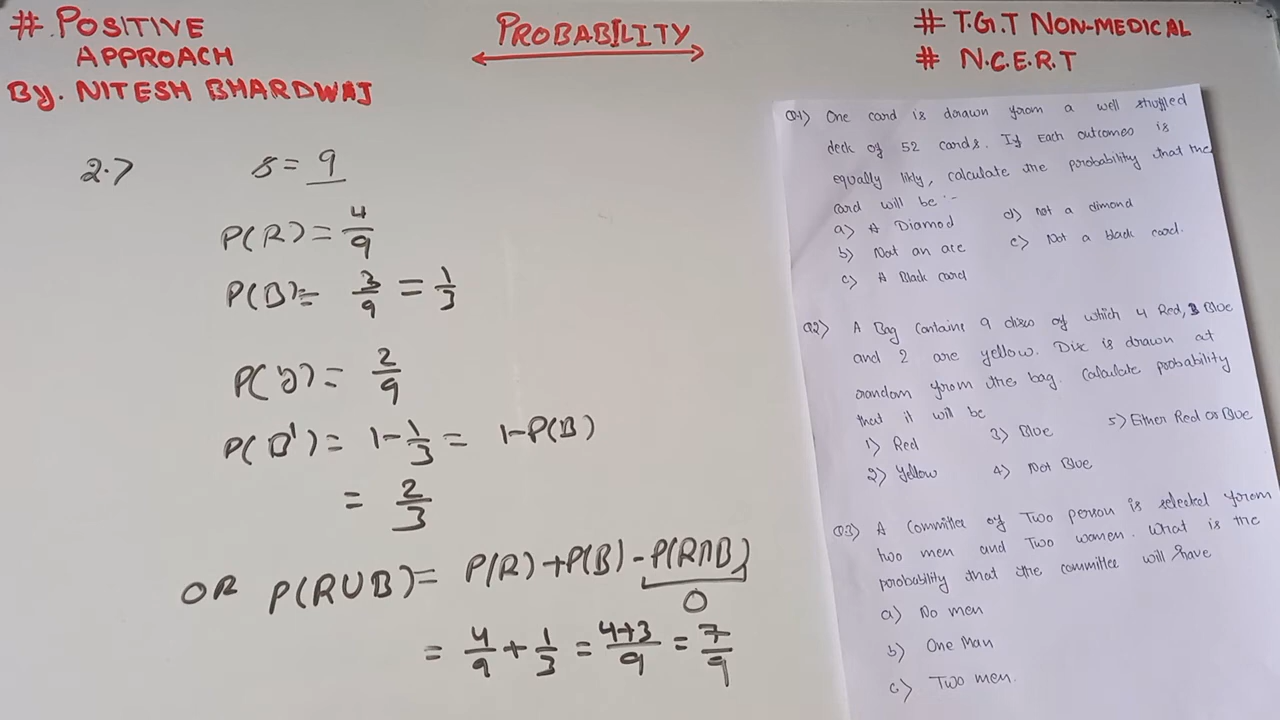 # POSITIVE
APPROACH
By. NITESH BHARDWAJ
PROBABILITY
# T.G.T NON-MEDICAL
# N.C.E.R.T
2.7
S = 9
P(R) = 4/9
P(B) = 3/9 = 1/3
P(Y) = 2/9
P(B') = 1 - 1/3 = 1 - P(B)
= 2/3
OR P(R∪B) = P(R) + P(B) - P(R∩B)
0
= 4/9 + 1/3 = 4+3/9 = 7/9
Q1) One card is drawn from a well shuffled
deck of 52 cards. If Each outcomes is
equally likly, calculate the probability that the
card will be :-
a) A Diamod
d) not a dimond
b) Not an ace
e) Not a black card.
c) A Black card
Q2) A Bag Contains 9 discs of which 4 Red, 3 Blue
and 2 are yellow. Disc is drawn at
random from the bag. Calculate probability
that it will be
1) Red
3) Blue
5) Either Red or Blue
2) Yellow
4) Not Blue
Q3) A Committee of Two person is selected from
two men and Two women. What is the
probability that the committee will have
a) No men
b) One Man
c) Two men.